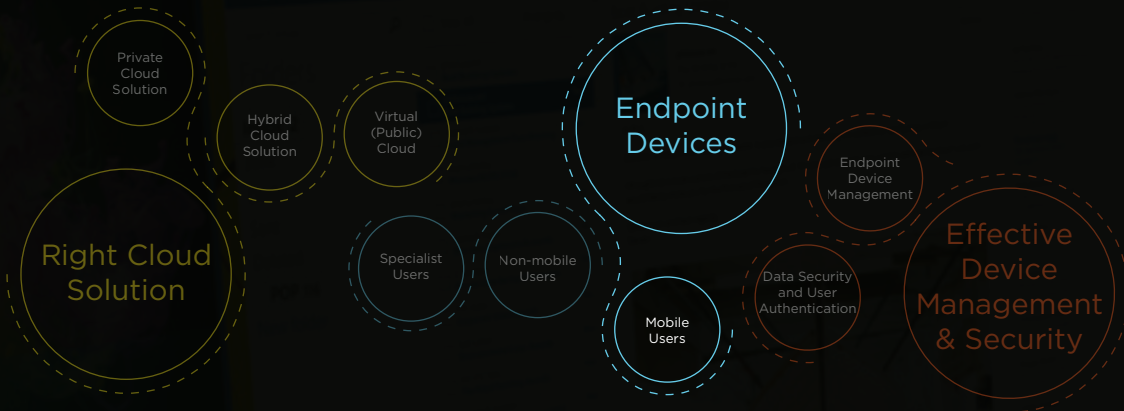 Private
Cloud
Solution
Hybrid
Cloud
Solution
Virtual
(Public)
Cloud
Right Cloud
Solution
Endpoint
Devices
Specialist
Users
Non-mobile
Users
Mobile
Users
Endpoint
Device
Management
Data Security
and User
Authentication
Effective
Device
Management
& Security